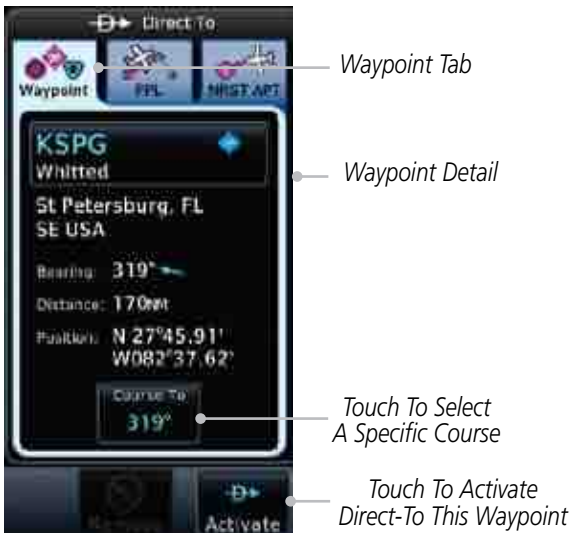 Direct To
Waypoint
FPL
NRST APT
Waypoint Tab
KSPG
Whitted
Waypoint Detail
St Petersburg, FL
SE USA
Bearing: 319°
Distance: 170NM
Position: N 27°45.91'
W082°37.62'
Course To
319°
Touch To Select
A Specific Course
Activate
Touch To Activate
Direct-To This Waypoint